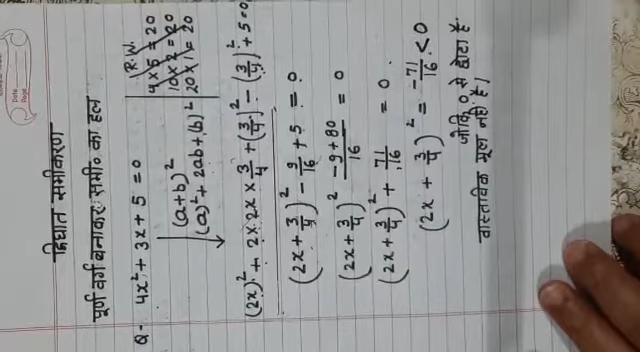 द्विघात समीकरण
पूर्ण वर्ग बनाकर समी० का हल
Q- 4x² + 3x + 5 = 0
R.W.
4 × 5 = 20
10 × 2 = 20
20 × 1 = 20
(a+b)²
(a)² + 2ab + (b)²
(2x)² + 2×2x×3/4 + (3/4)² - (3/4)² + 5 = 0
(2x + 3/4)² - 9/16 + 5 = 0
(2x + 3/4)² (-9+80)/16 = 0
(2x + 3/4)² + 71/16 = 0
(2x + 3/4)² = -71/16 < 0
जोकि 0 से छोटा है
वास्तविक मूल नहीं है।
Date
Page